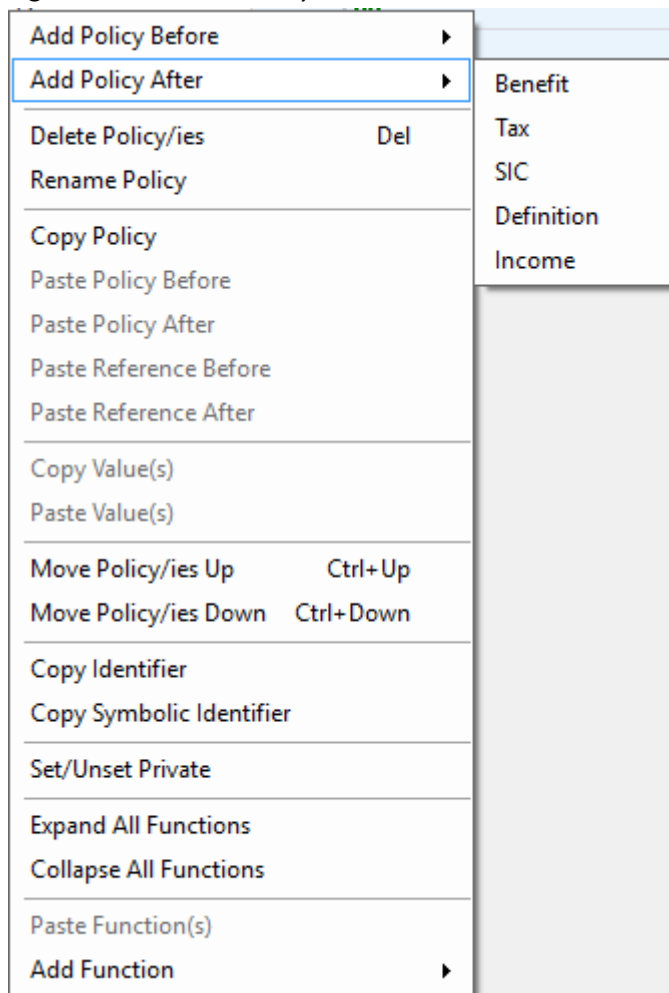 Add Policy Before
Add Policy After
Benefit
Tax
SIC
Definition
Income
Delete Policy/ies Del
Rename Policy
Copy Policy
Paste Policy Before
Paste Policy After
Paste Reference Before
Paste Reference After
Copy Value(s)
Paste Value(s)
Move Policy/ies Up Ctrl+Up
Move Policy/ies Down Ctrl+Down
Copy Identifier
Copy Symbolic Identifier
Set/Unset Private
Expand All Functions
Collapse All Functions
Paste Function(s)
Add Function